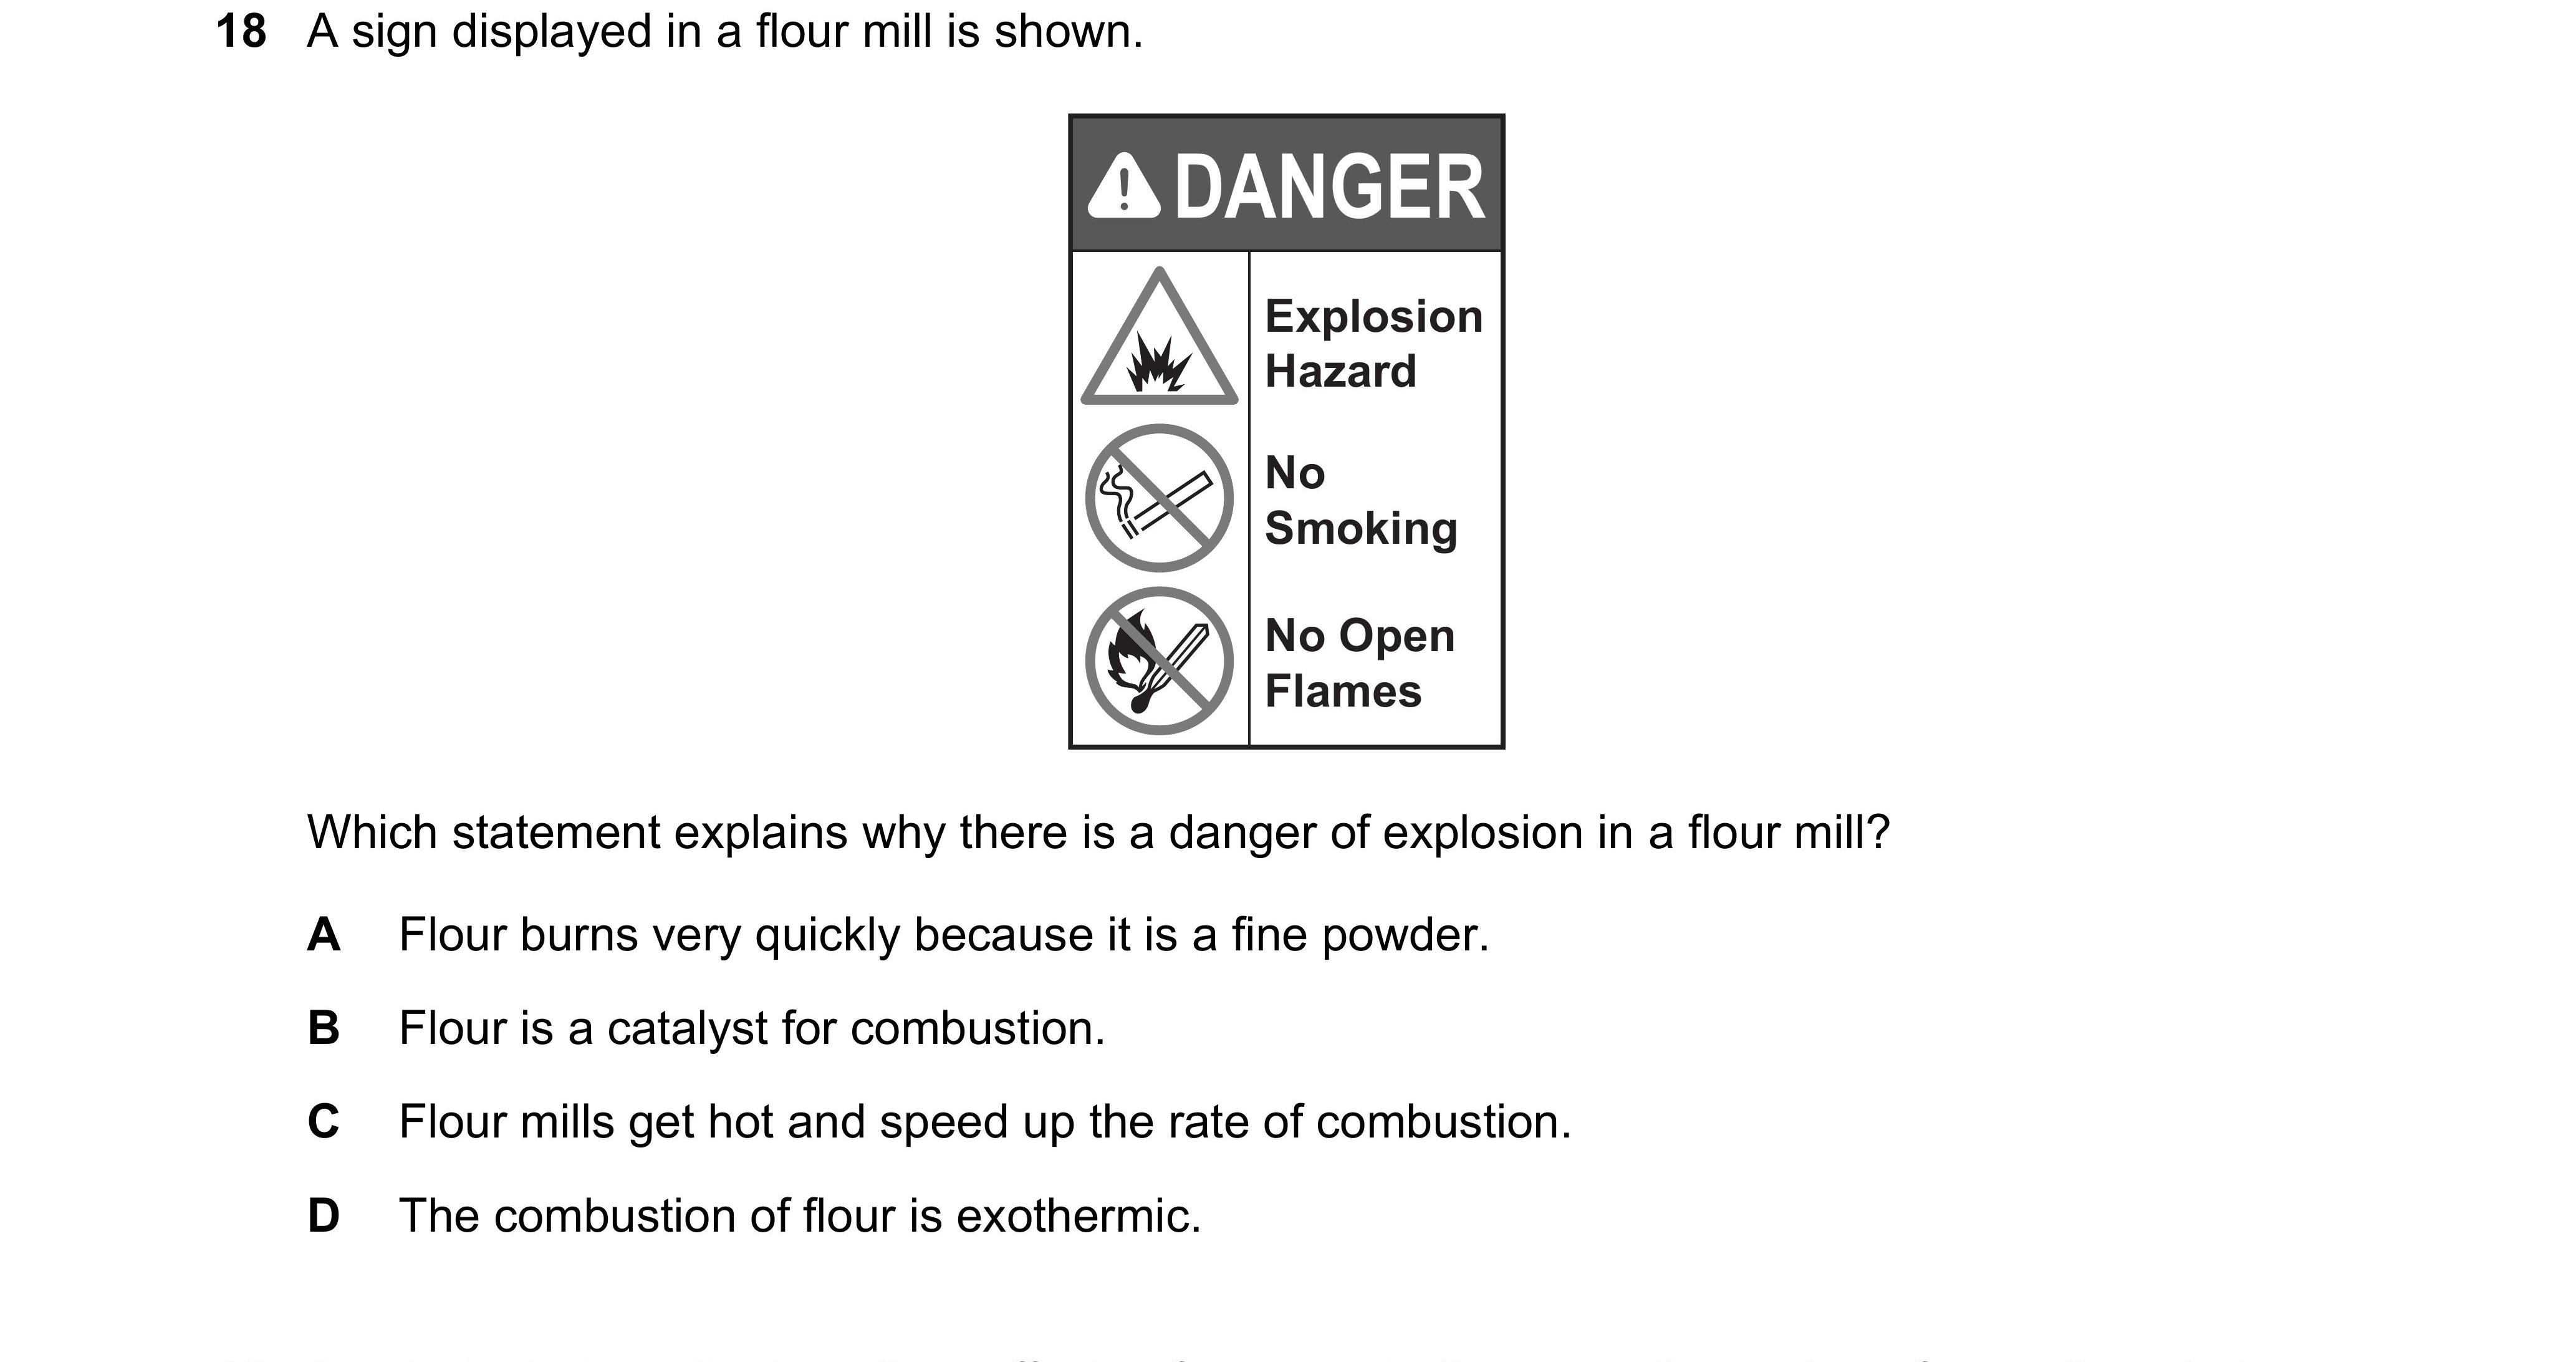 18 A sign displayed in a flour mill is shown.
DANGER
Explosion
Hazard
No
Smoking
No Open
Flames
Which statement explains why there is a danger of explosion in a flour mill?
A Flour burns very quickly because it is a fine powder.
B Flour is a catalyst for combustion.
C Flour mills get hot and speed up the rate of combustion.
D The combustion of flour is exothermic.